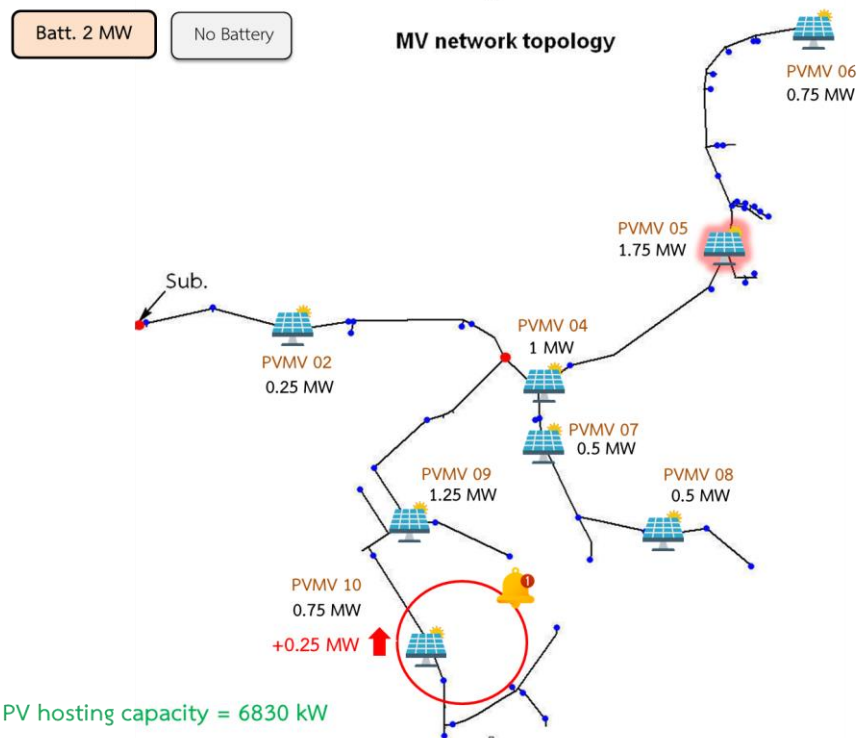 Batt. 2 MW
No Battery
MV network topology
PVMV 06
0.75 MW
PVMV 05
1.75 MW
Sub.
PVMV 04
1 MW
PVMV 02
0.25 MW
PVMV 07
0.5 MW
PVMV 09
1.25 MW
PVMV 08
0.5 MW
PVMV 10
0.75 MW
+0.25 MW
1
PV hosting capacity = 6830 kW